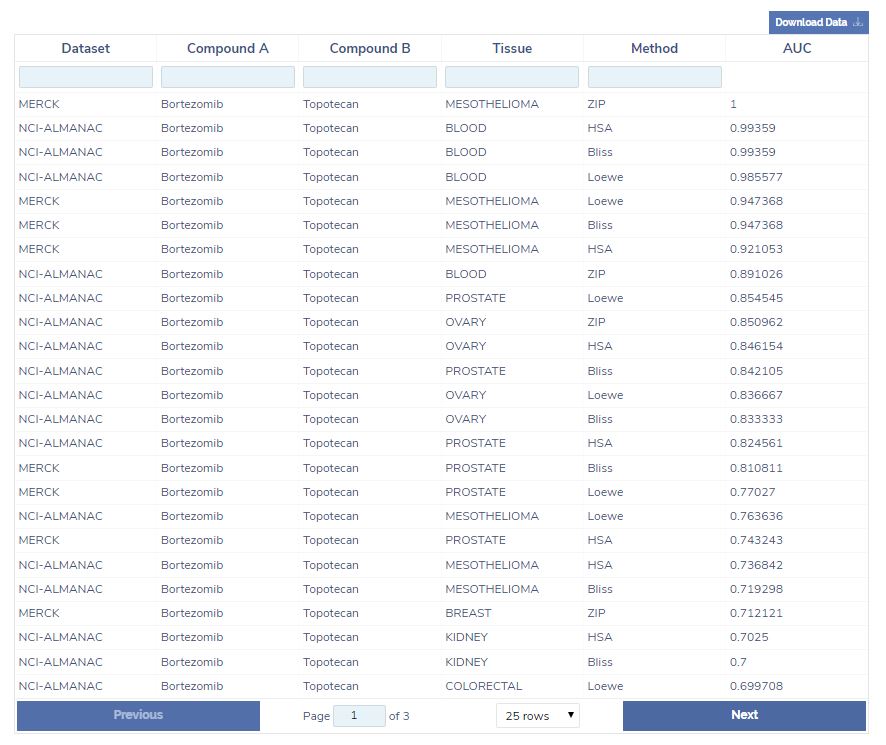 Download Data
Dataset Compound A Compound B Tissue Method AUC
MERCK Bortezomib Topotecan MESOTHELIOMA ZIP 1
NCI-ALMANAC Bortezomib Topotecan BLOOD HSA 0.99359
NCI-ALMANAC Bortezomib Topotecan BLOOD Bliss 0.99359
NCI-ALMANAC Bortezomib Topotecan BLOOD Loewe 0.985577
MERCK Bortezomib Topotecan MESOTHELIOMA Loewe 0.947368
MERCK Bortezomib Topotecan MESOTHELIOMA Bliss 0.947368
MERCK Bortezomib Topotecan MESOTHELIOMA HSA 0.921053
NCI-ALMANAC Bortezomib Topotecan BLOOD ZIP 0.891026
NCI-ALMANAC Bortezomib Topotecan PROSTATE Loewe 0.854545
NCI-ALMANAC Bortezomib Topotecan OVARY ZIP 0.850962
NCI-ALMANAC Bortezomib Topotecan OVARY HSA 0.846154
NCI-ALMANAC Bortezomib Topotecan PROSTATE Bliss 0.842105
NCI-ALMANAC Bortezomib Topotecan OVARY Loewe 0.836667
NCI-ALMANAC Bortezomib Topotecan OVARY Bliss 0.833333
NCI-ALMANAC Bortezomib Topotecan PROSTATE HSA 0.824561
MERCK Bortezomib Topotecan PROSTATE Bliss 0.810811
MERCK Bortezomib Topotecan PROSTATE Loewe 0.77027
NCI-ALMANAC Bortezomib Topotecan MESOTHELIOMA Loewe 0.763636
MERCK Bortezomib Topotecan PROSTATE HSA 0.743243
NCI-ALMANAC Bortezomib Topotecan MESOTHELIOMA HSA 0.736842
NCI-ALMANAC Bortezomib Topotecan MESOTHELIOMA Bliss 0.719298
MERCK Bortezomib Topotecan BREAST ZIP 0.712121
NCI-ALMANAC Bortezomib Topotecan KIDNEY HSA 0.7025
NCI-ALMANAC Bortezomib Topotecan KIDNEY Bliss 0.7
NCI-ALMANAC Bortezomib Topotecan COLORECTAL Loewe 0.699708
Previous Page 1 of 3 25 rows Next